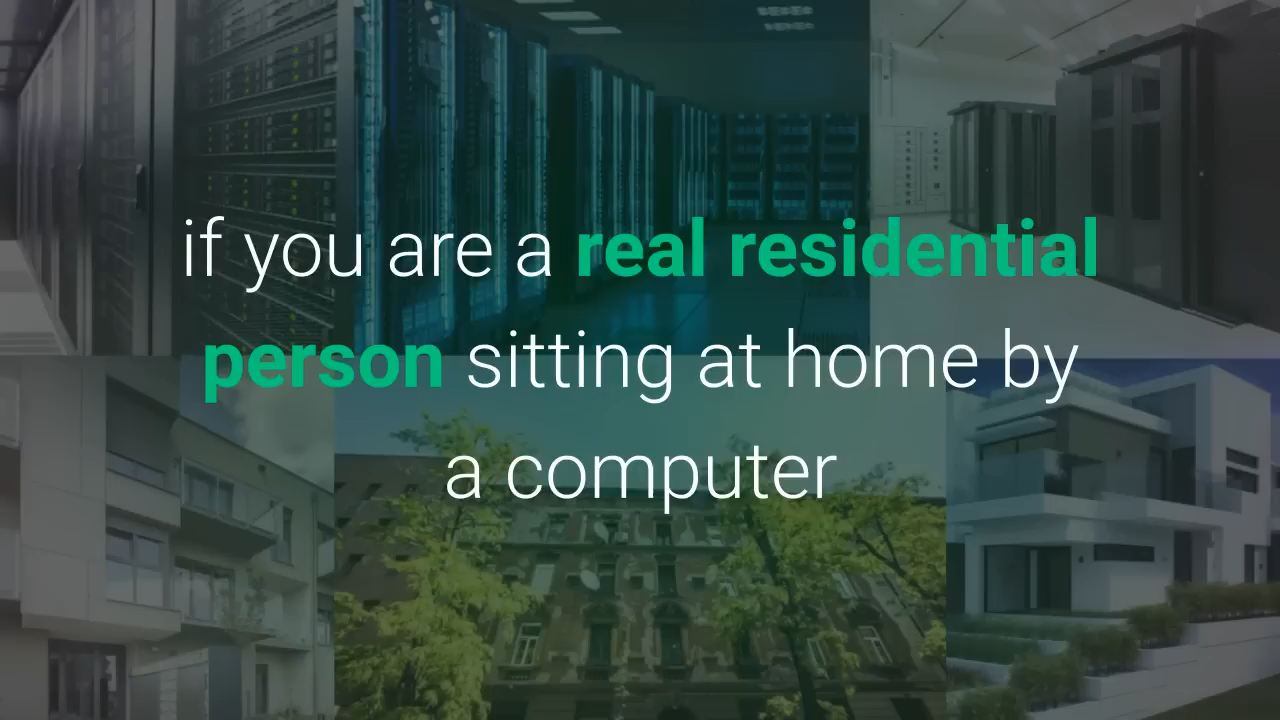 if you are a real residential
person sitting at home by
a computer